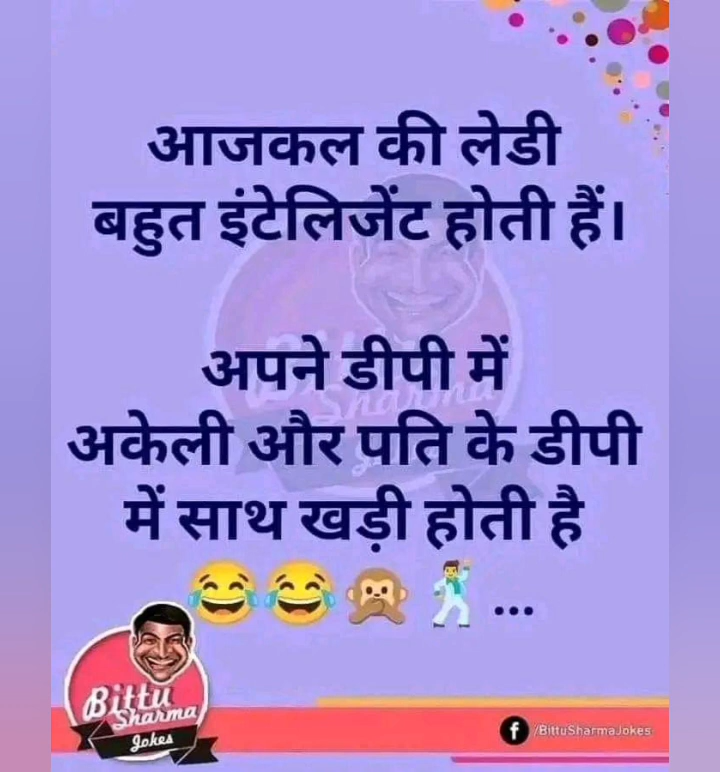 आजकल की लेडी
बहुत इंटेलिजेंट होती हैं।
अपने डीपी में
अकेली और पति के डीपी
में साथ खड़ी होती है
😂😂🙊🕺...
Bittu
Sharma
Jokes
f /BittuSharmaJokes